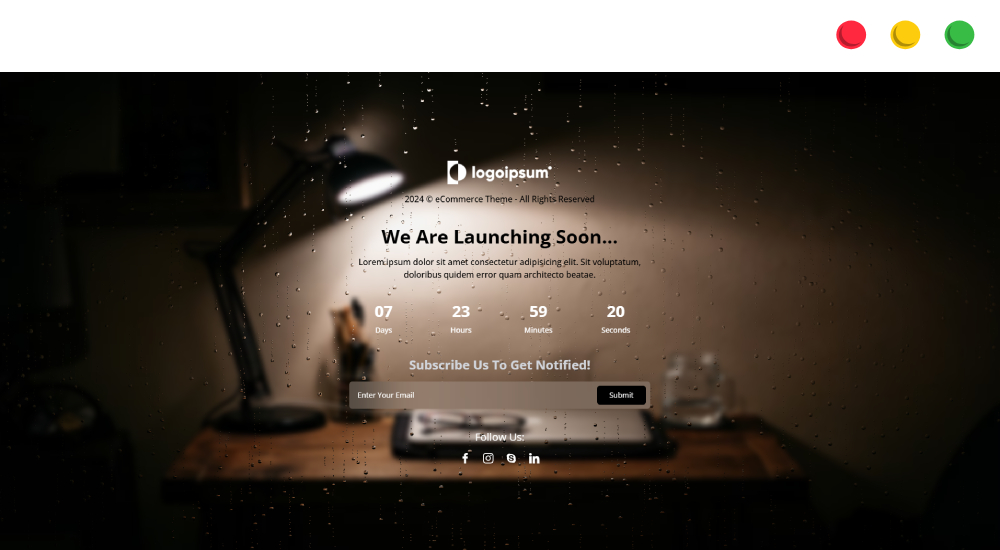 logoipsum
2024 © eCommerce Theme - All Rights Reserved
We Are Launching Soon...
Lorem ipsum dolor sit amet consectetur adipisicing elit. Sit voluptatum,
doloribus quidem error quam architecto beatae.
07 23 59 20
Days Hours Minutes Seconds
Subscribe Us To Get Notified!
Enter Your Email Submit
Follow Us: